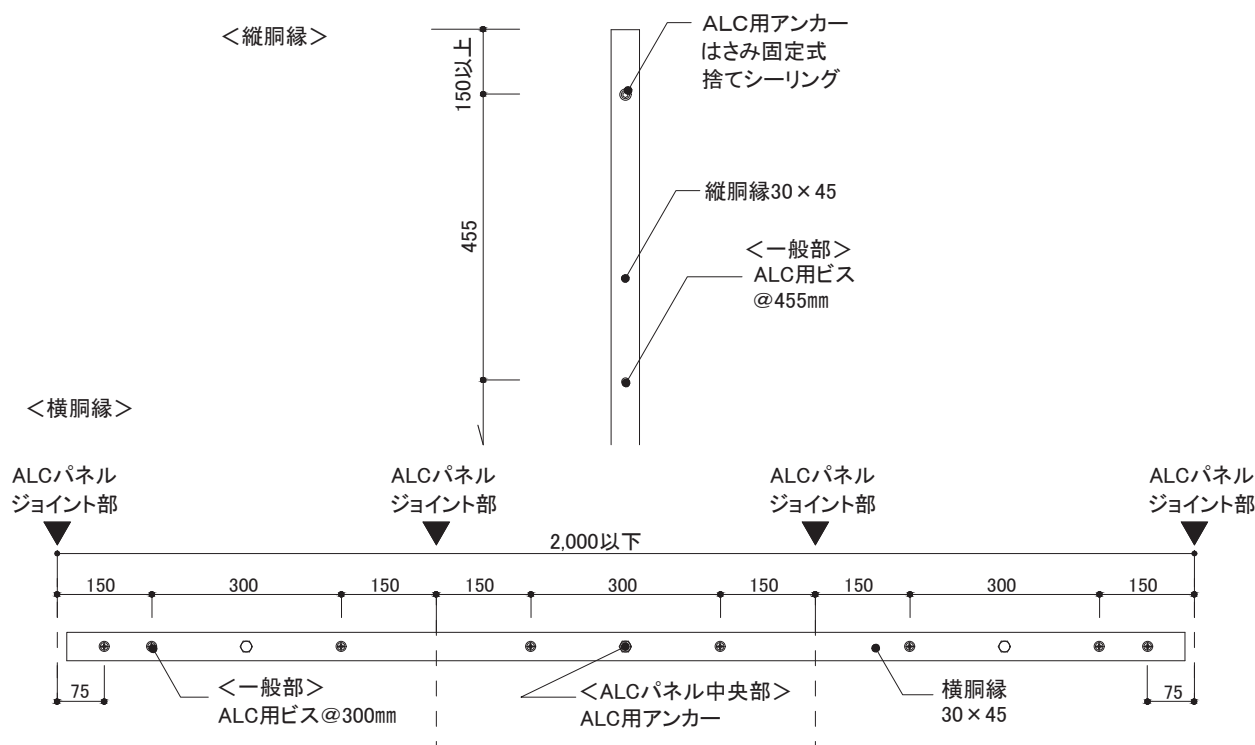 ＜縦胴縁＞
ALC用アンカー
はさみ固定式
捨てシーリング
150以上
455
縦胴縁30×45
＜一般部＞
ALC用ビス
@455mm
＜横胴縁＞
ALCパネル
ジョイント部
ALCパネル
ジョイント部
ALCパネル
ジョイント部
ALCパネル
ジョイント部
2,000以下
150
300
150
150
300
150
150
300
150
75
＜一般部＞
ALC用ビス@300mm
＜ALCパネル中央部＞
ALC用アンカー
横胴縁
30×45
75